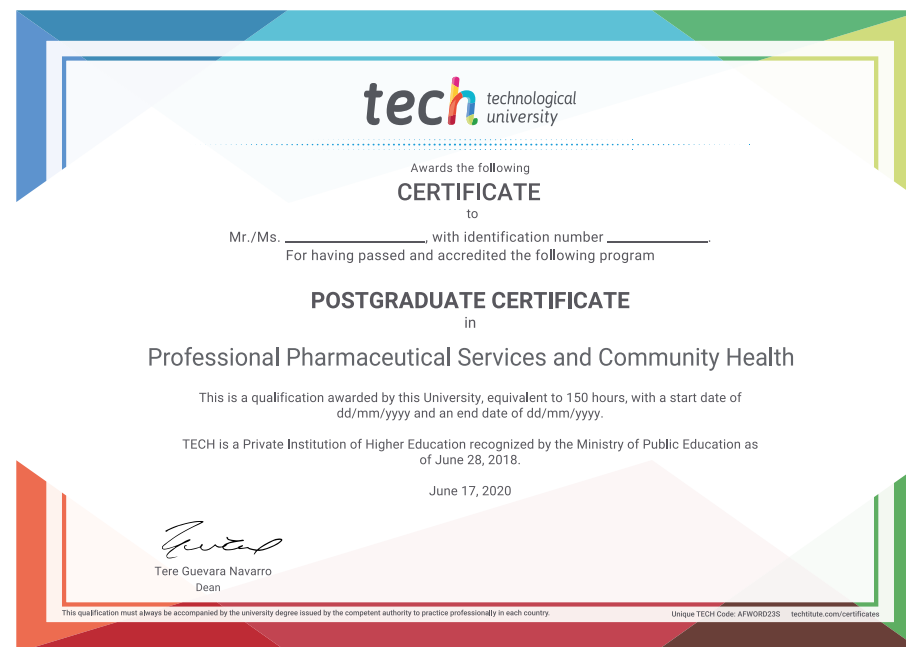 tech technological
university
Awards the following
CERTIFICATE
to
Mr./Ms. ____________________, with identification number ______________.
For having passed and accredited the following program
POSTGRADUATE CERTIFICATE
in
Professional Pharmaceutical Services and Community Health
This is a qualification awarded by this University, equivalent to 150 hours, with a start date of
dd/mm/yyyy and an end date of dd/mm/yyyy.
TECH is a Private Institution of Higher Education recognized by the Ministry of Public Education as
of June 28, 2018.
June 17, 2020
Tere Guevara Navarro
Dean
This qualification must always be accompanied by the university degree issued by the competent authority to practice professionally in each country.
Unique TECH Code: AFWORD23S techtitute.com/certificates